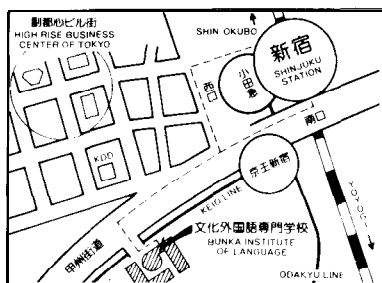 副都心ビル街
HIGH RISE BUSINESS
CENTER OF TOKYO
SHIN OKUBO
新宿
SHINJUKU
STATION
小田急
西口
南口
KDD
京王新宿
KEIO LINE
YOYOGI
甲州街道
文化外国語専門学校
BUNKA INSTITUTE
OF LANGUAGE
ODAKYU LINE